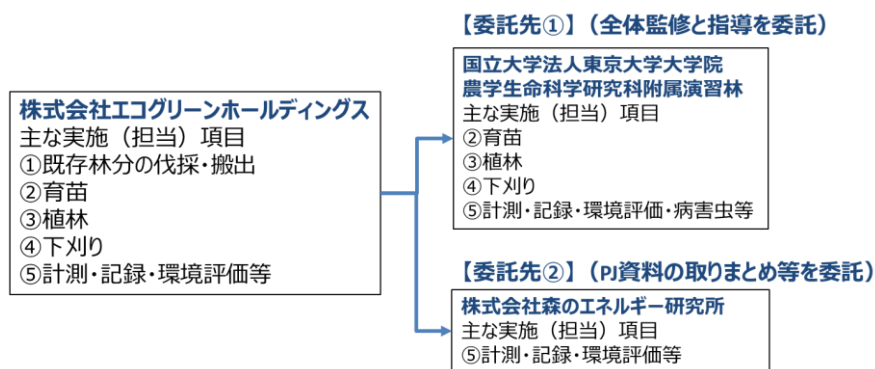 株式会社エコグリーンホールディングス
主な実施（担当）項目
①既存林分の伐採・搬出
②育苗
③植林
④下刈り
⑤計測・記録・環境評価等
【委託先①】（全体監修と指導を委託）
国立大学法人東京大学大学院
農学生命科学研究科附属演習林
主な実施（担当）項目
②育苗
③植林
④下刈り
⑤計測・記録・環境評価・病害虫等
【委託先②】（PJ資料の取りまとめ等を委託）
株式会社森のエネルギー研究所
主な実施（担当）項目
⑤計測・記録・環境評価等